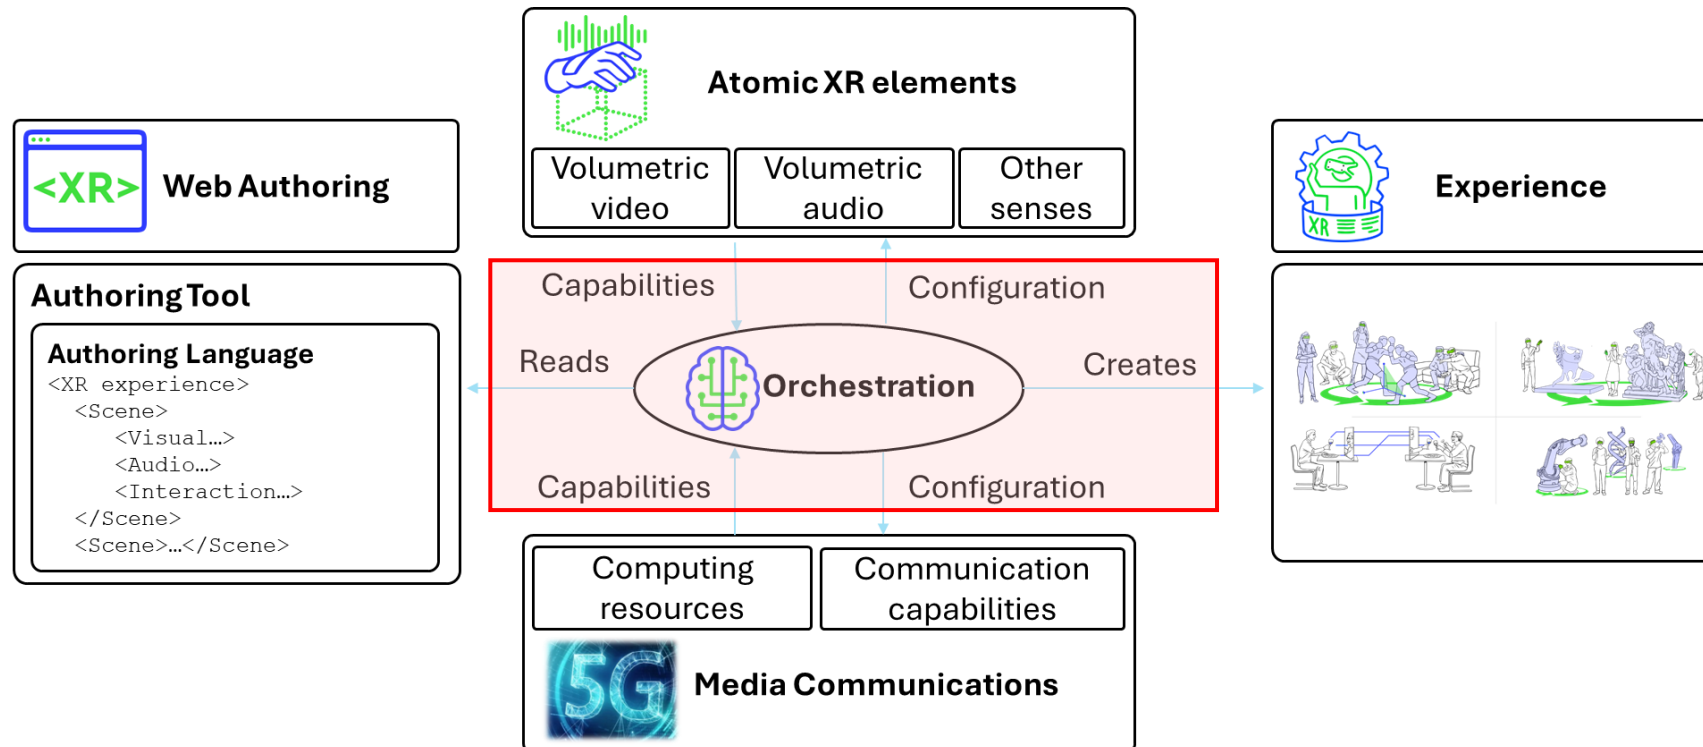 Atomic XR elements
Volumetric
video
Volumetric
audio
Other
senses
<XR>
Web Authoring
Authoring Tool
Authoring Language
<XR experience>
<Scene>
<Visual…>
<Audio…>
<Interaction…>
</Scene>
<Scene>…</Scene>
Capabilities
Configuration
Reads
Orchestration
Creates
Capabilities
Configuration
Computing
resources
Communication
capabilities
5G
Media Communications
XR
Experience